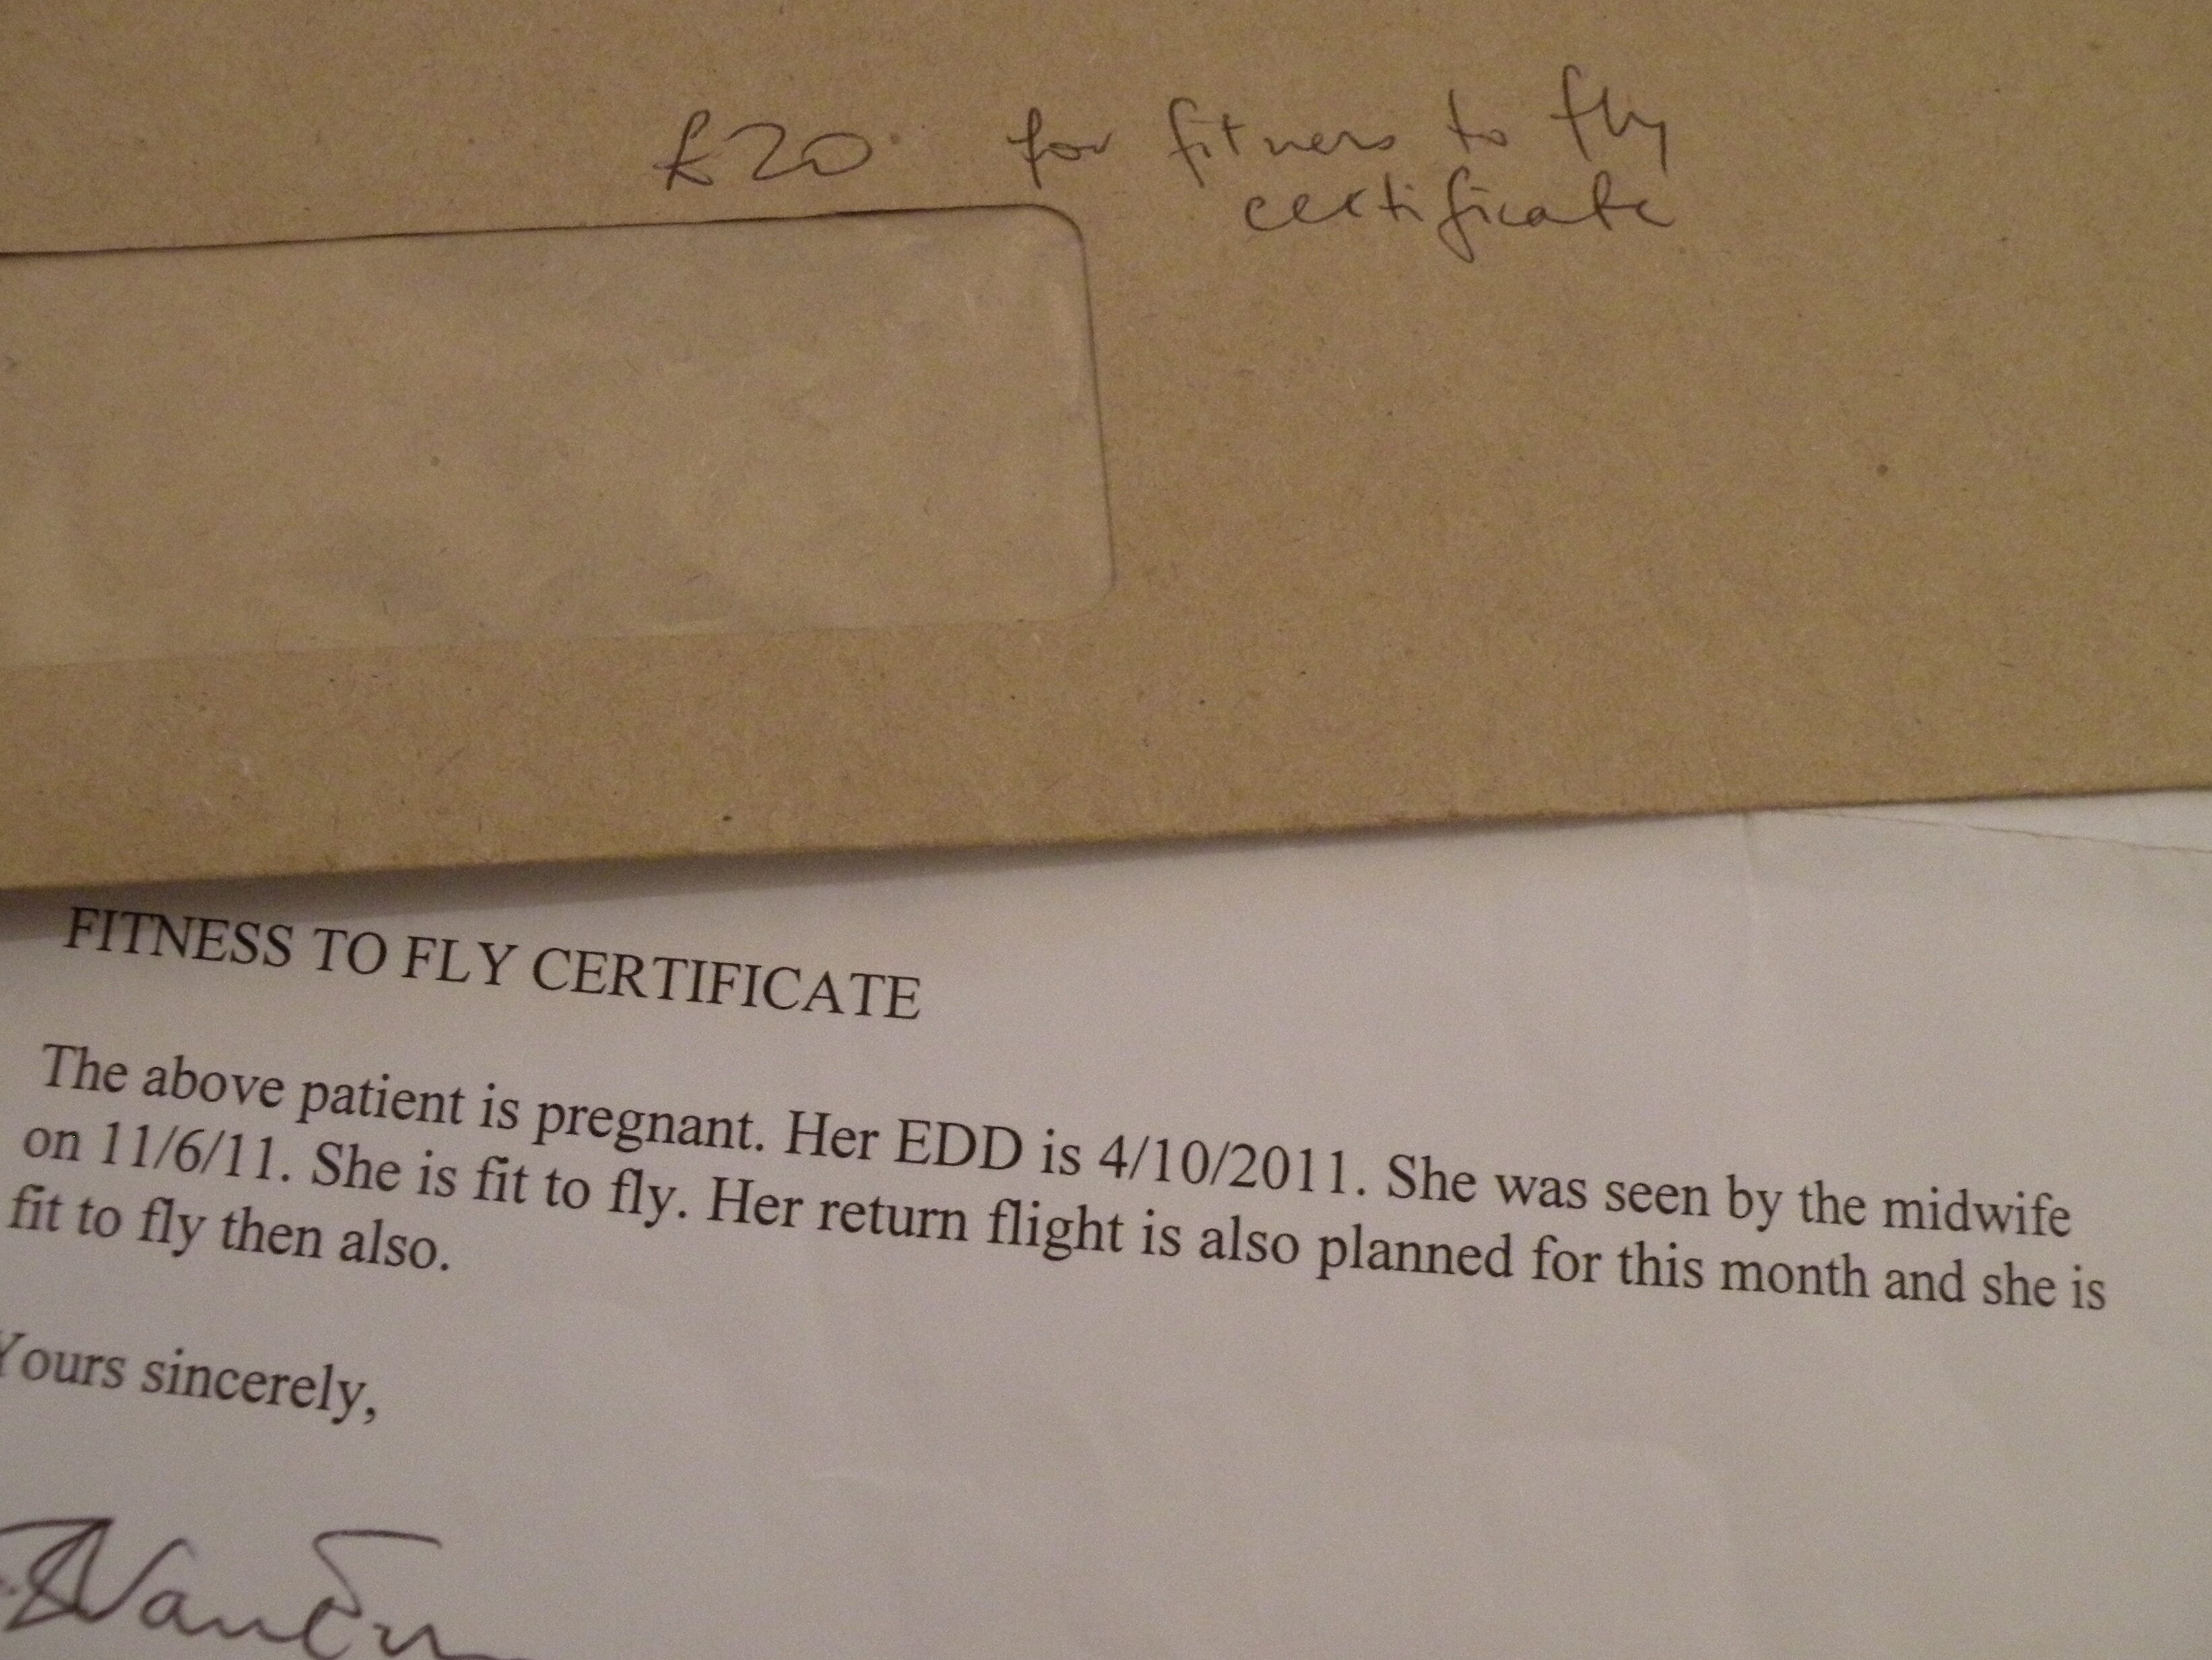 £20 for fitness to fly
certificate
FITNESS TO FLY CERTIFICATE
The above patient is pregnant. Her EDD is 4/10/2011. She was seen by the midwife
on 11/6/11. She is fit to fly. Her return flight is also planned for this month and she is
fit to fly then also.
Yours sincerely,